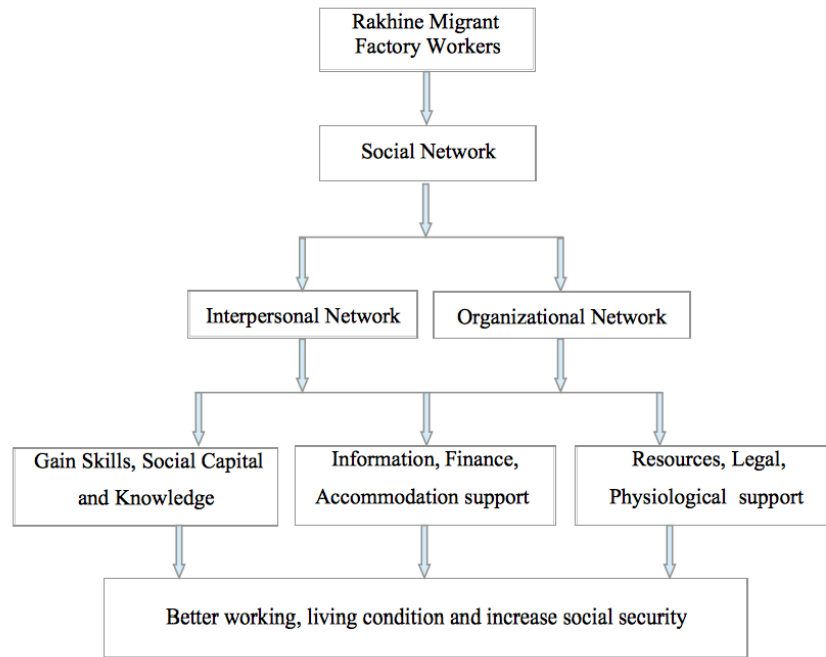 Rakhine Migrant
Factory Workers
Social Network
Interpersonal Network
Organizational Network
Gain Skills, Social Capital
and Knowledge
Information, Finance,
Accommodation support
Resources, Legal,
Physiological support
Better working, living condition and increase social security